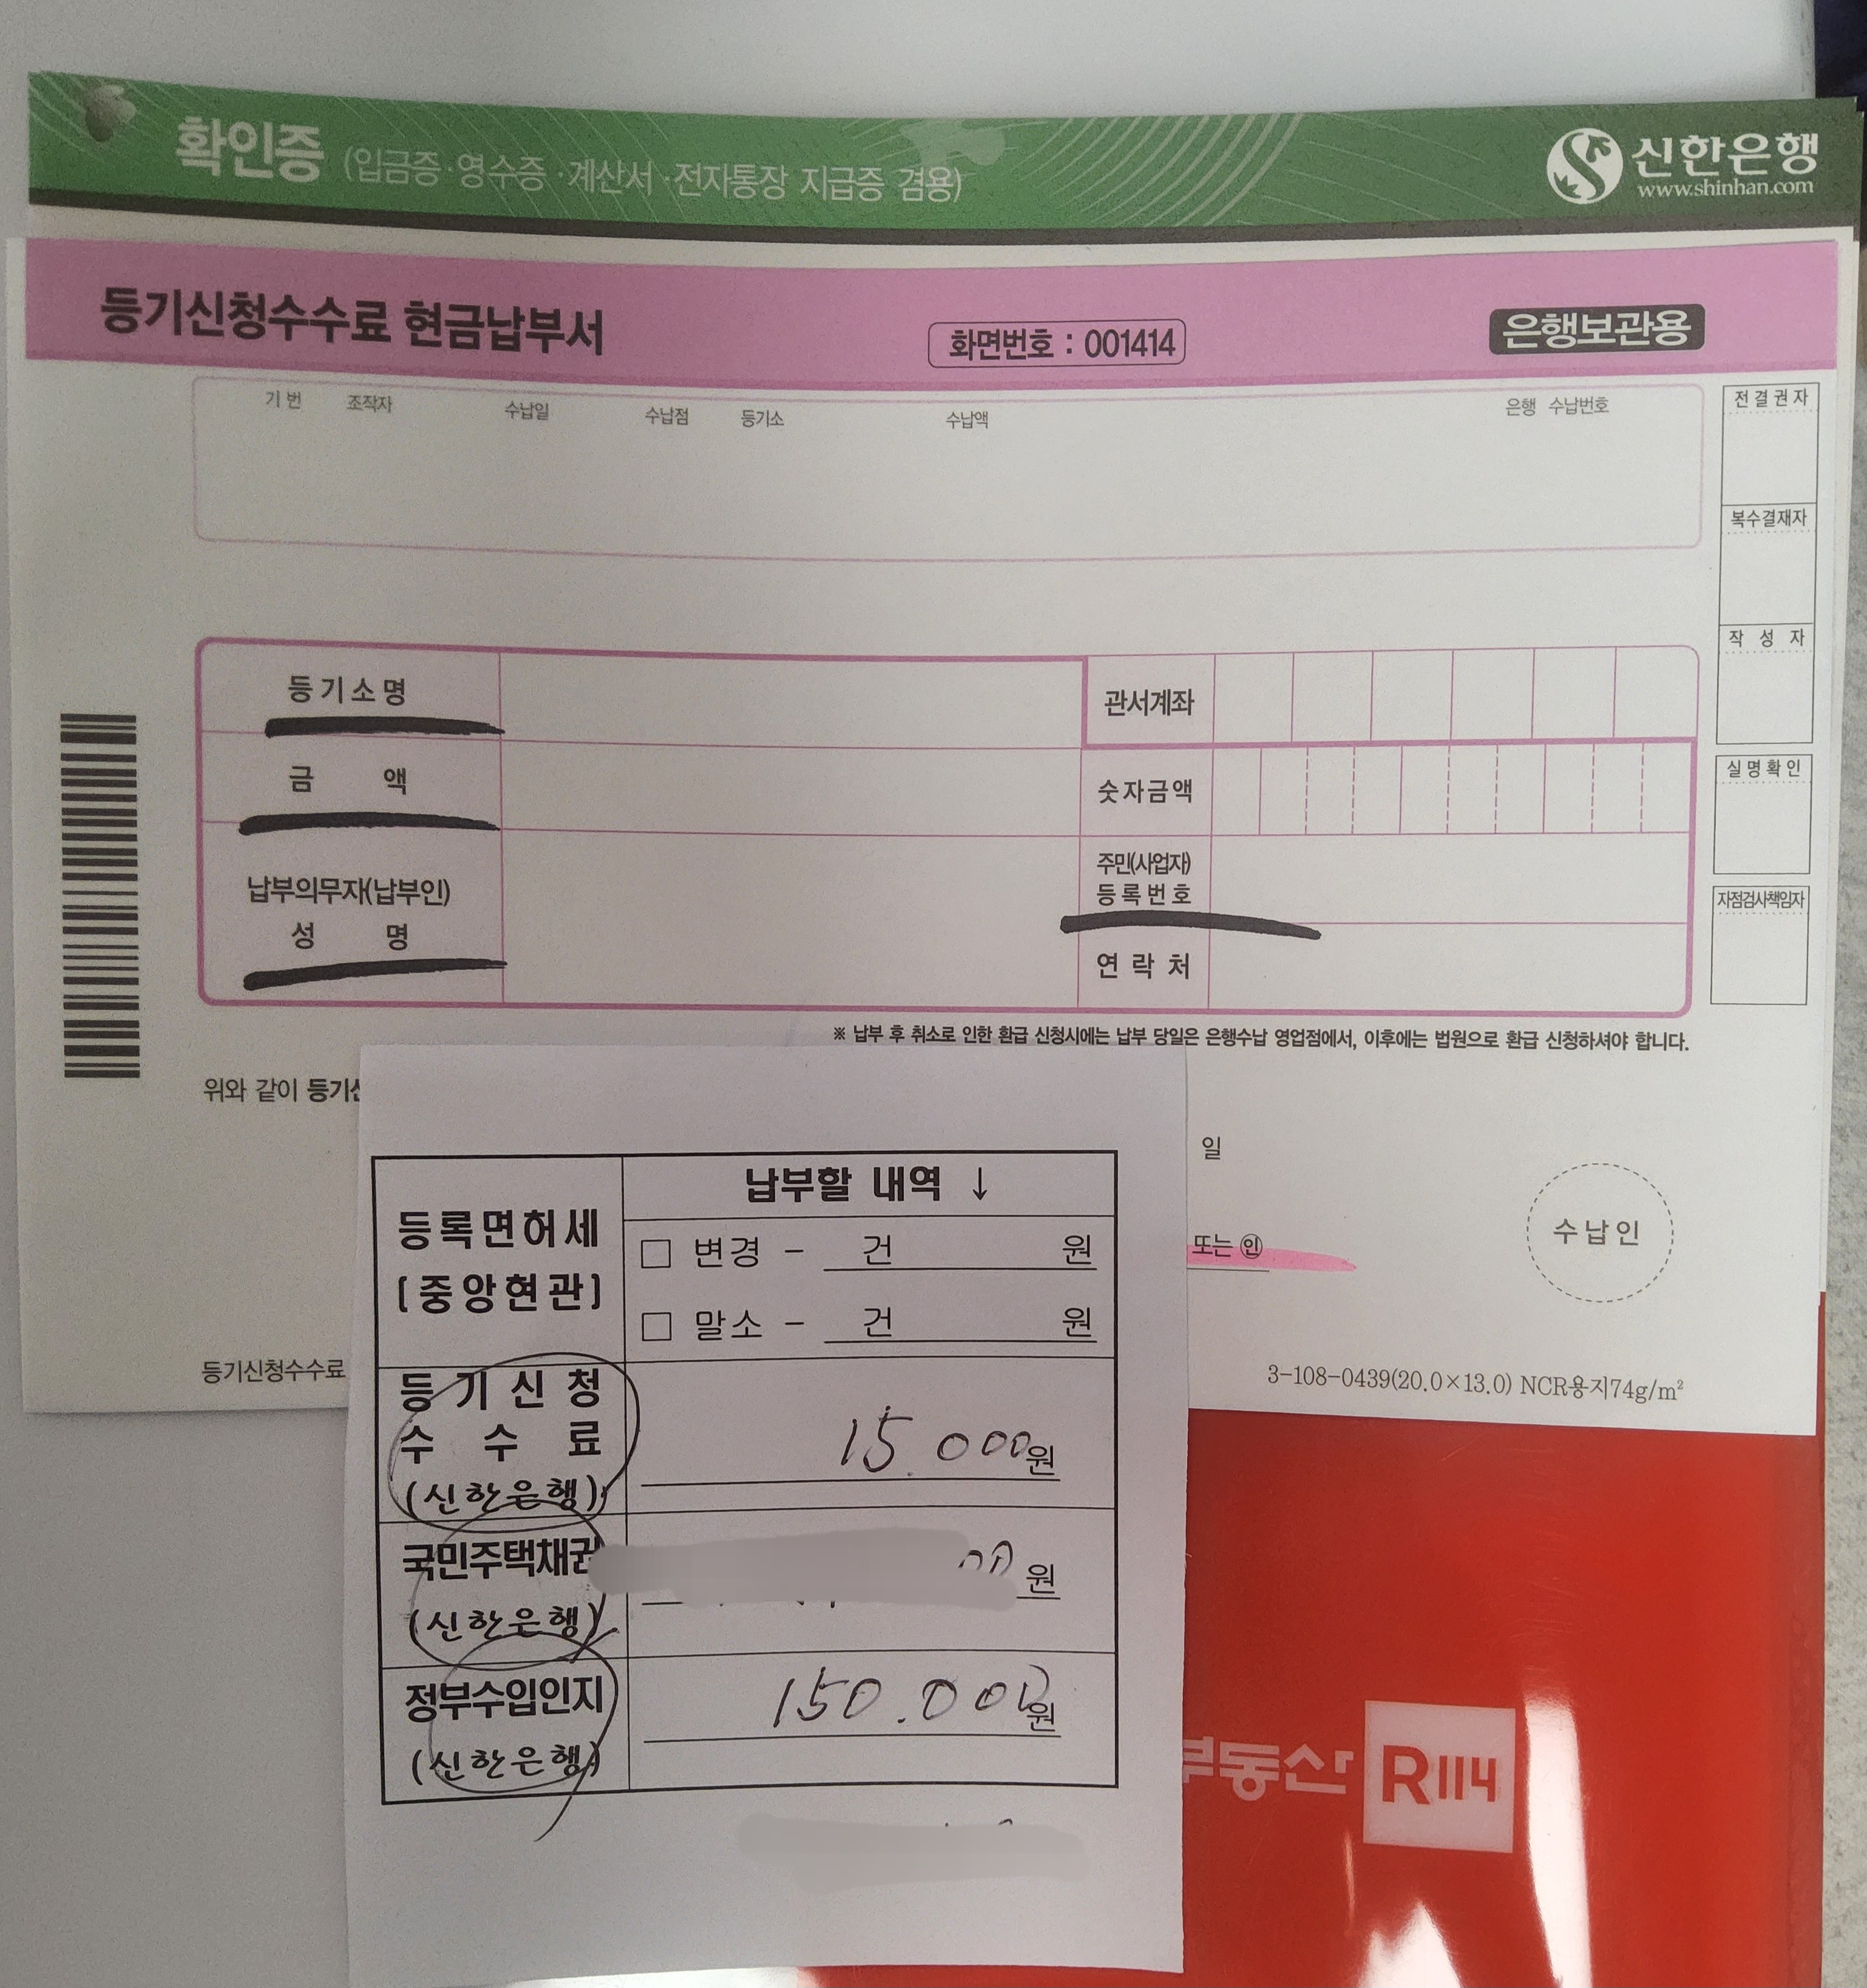 확인증 (입금증·영수증·계산서·전자통장 지급증 겸용)
신한은행
www.shinhan.com
등기신청수수료 현금납부서
화면번호 : 001414
은행보관용
기 번 조작자 수납일 수납점 등기소 수납액 은행 수납번호
전결권자
복수결재자
작 성 자
실명확인
자점검사책임자
등기소명
관서계좌
금 액
숫자금액
납부의무자(납부인)
성 명
주민(사업자)
등록번호
연 락 처
※ 납부 후 취소로 인한 환급 신청시에는 납부 당일은 은행수납 영업점에서, 이후에는 법원으로 환급 신청하셔야 합니다.
위와 같이 등기신
일
또는 ㊞
수납인
등기신청수수료
3-108-0439(20.0×13.0) NCR용지74g/m²
등록면허세
[중앙현관]
납부할 내역 ↓
□ 변경 - 건 원
□ 말소 - 건 원
등 기 신 청
수 수 료
(신한은행)
15.000원
국민주택채권
(신한은행)
원
정부수입인지
(신한은행)
150.000원
부동산 R114